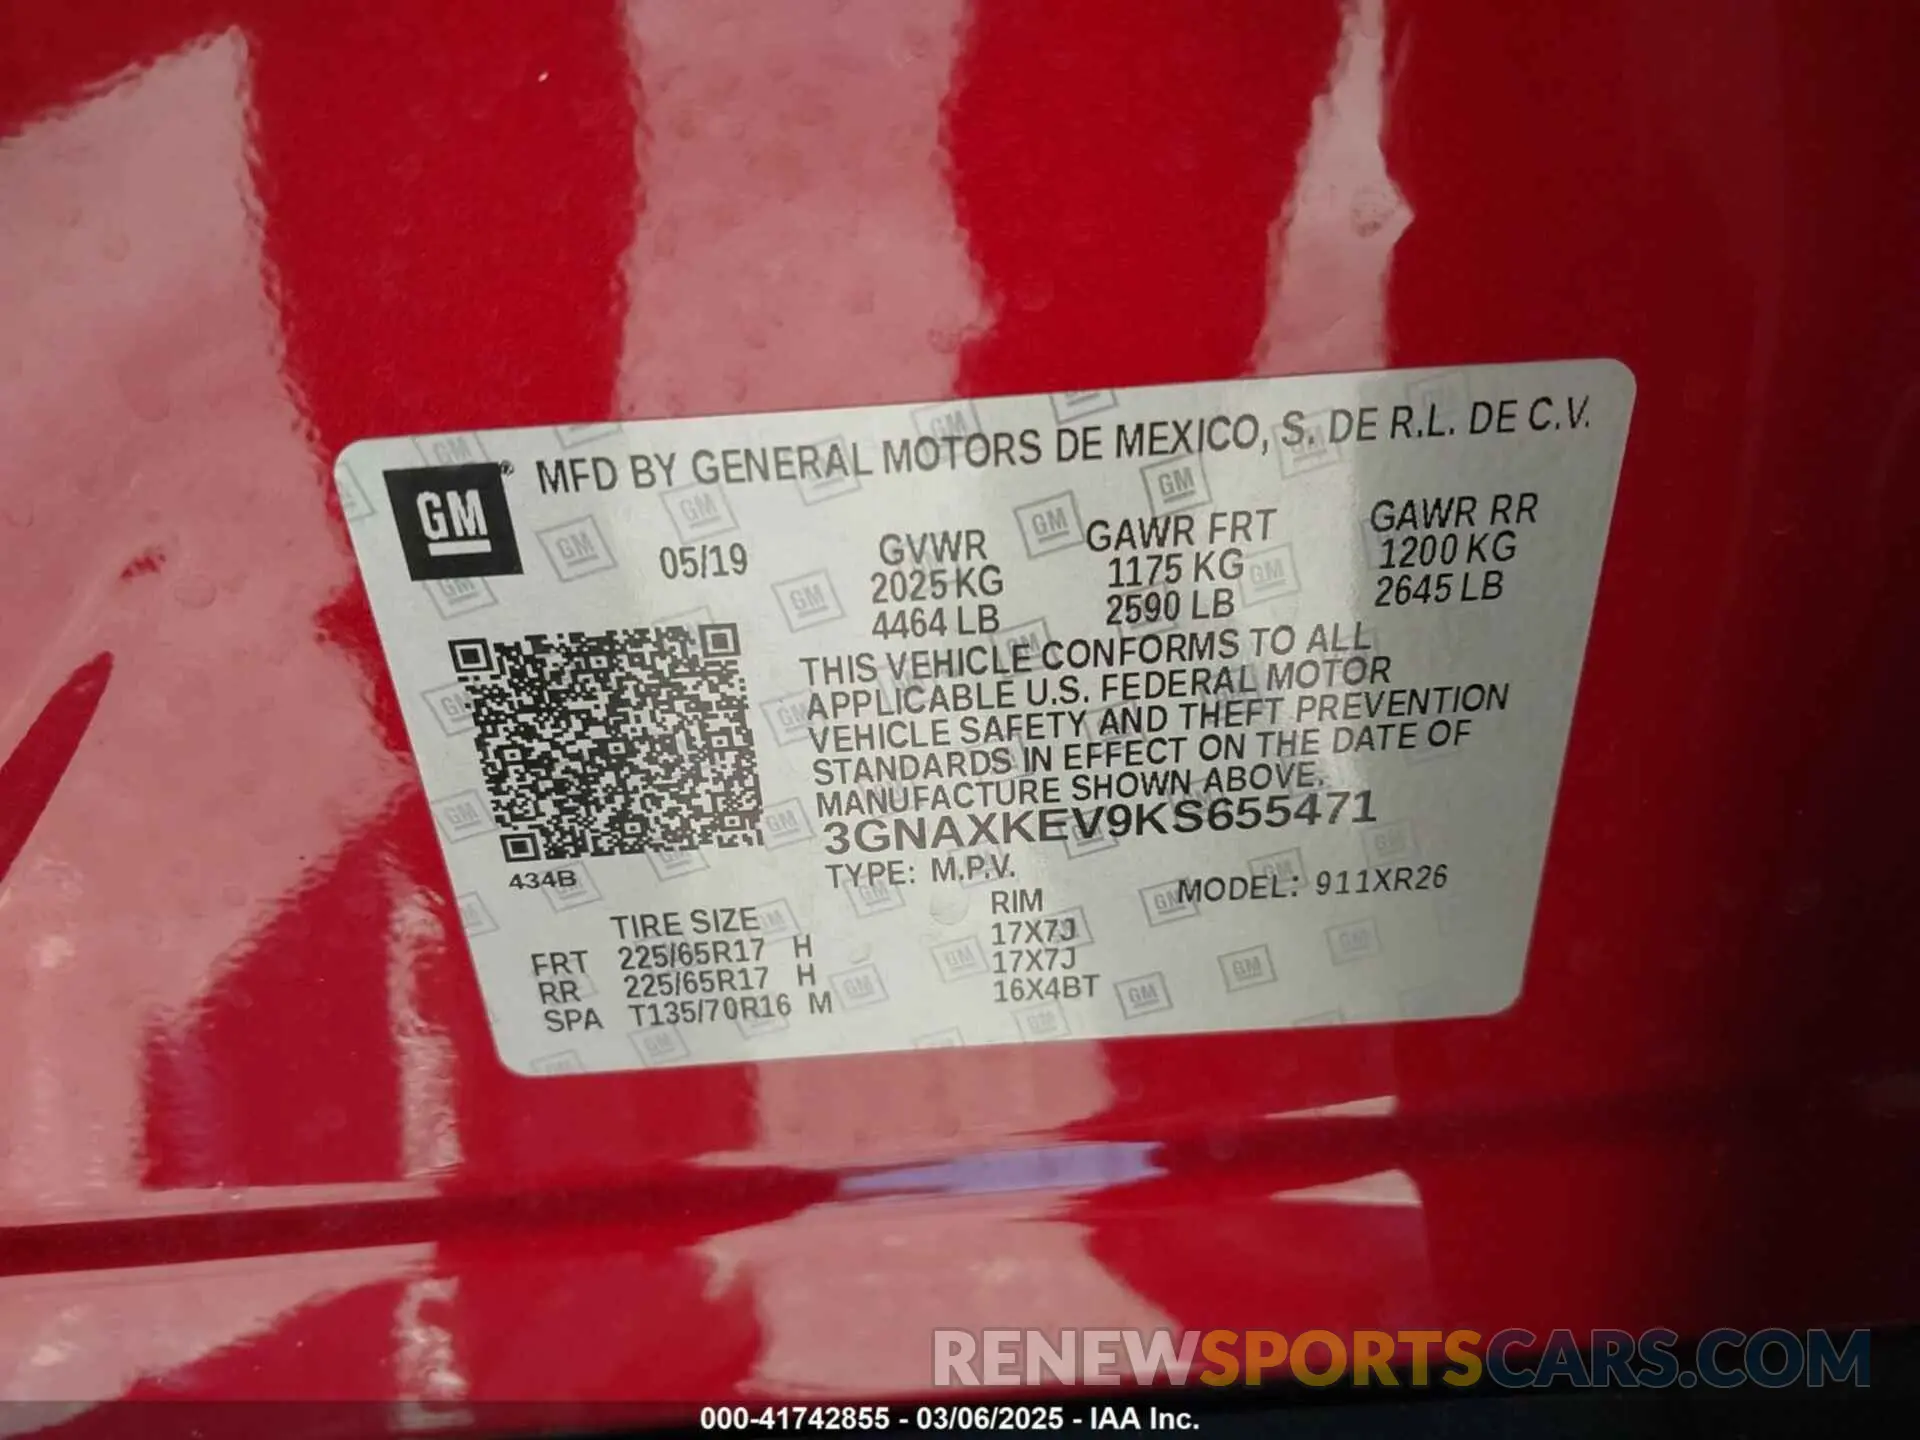 GM® MFD BY GENERAL MOTORS DE MEXICO, S. DE R.L. DE C.V.
05/19 GVWR GAWR FRT GAWR RR
2025 KG 1175 KG 1200 KG
4464 LB 2590 LB 2645 LB
THIS VEHICLE CONFORMS TO ALL
APPLICABLE U.S. FEDERAL MOTOR
VEHICLE SAFETY AND THEFT PREVENTION
STANDARDS IN EFFECT ON THE DATE OF
MANUFACTURE SHOWN ABOVE.
3GNAXKEV9KS655471
434B TYPE: M.P.V. MODEL: 911XR26
TIRE SIZE RIM
FRT 225/65R17 H 17X7J
RR 225/65R17 H 17X7J
SPA T135/70R16 M 16X4BT
RENEWSPORTSCARS.COM
000-41742855 - 03/06/2025 - IAA Inc.